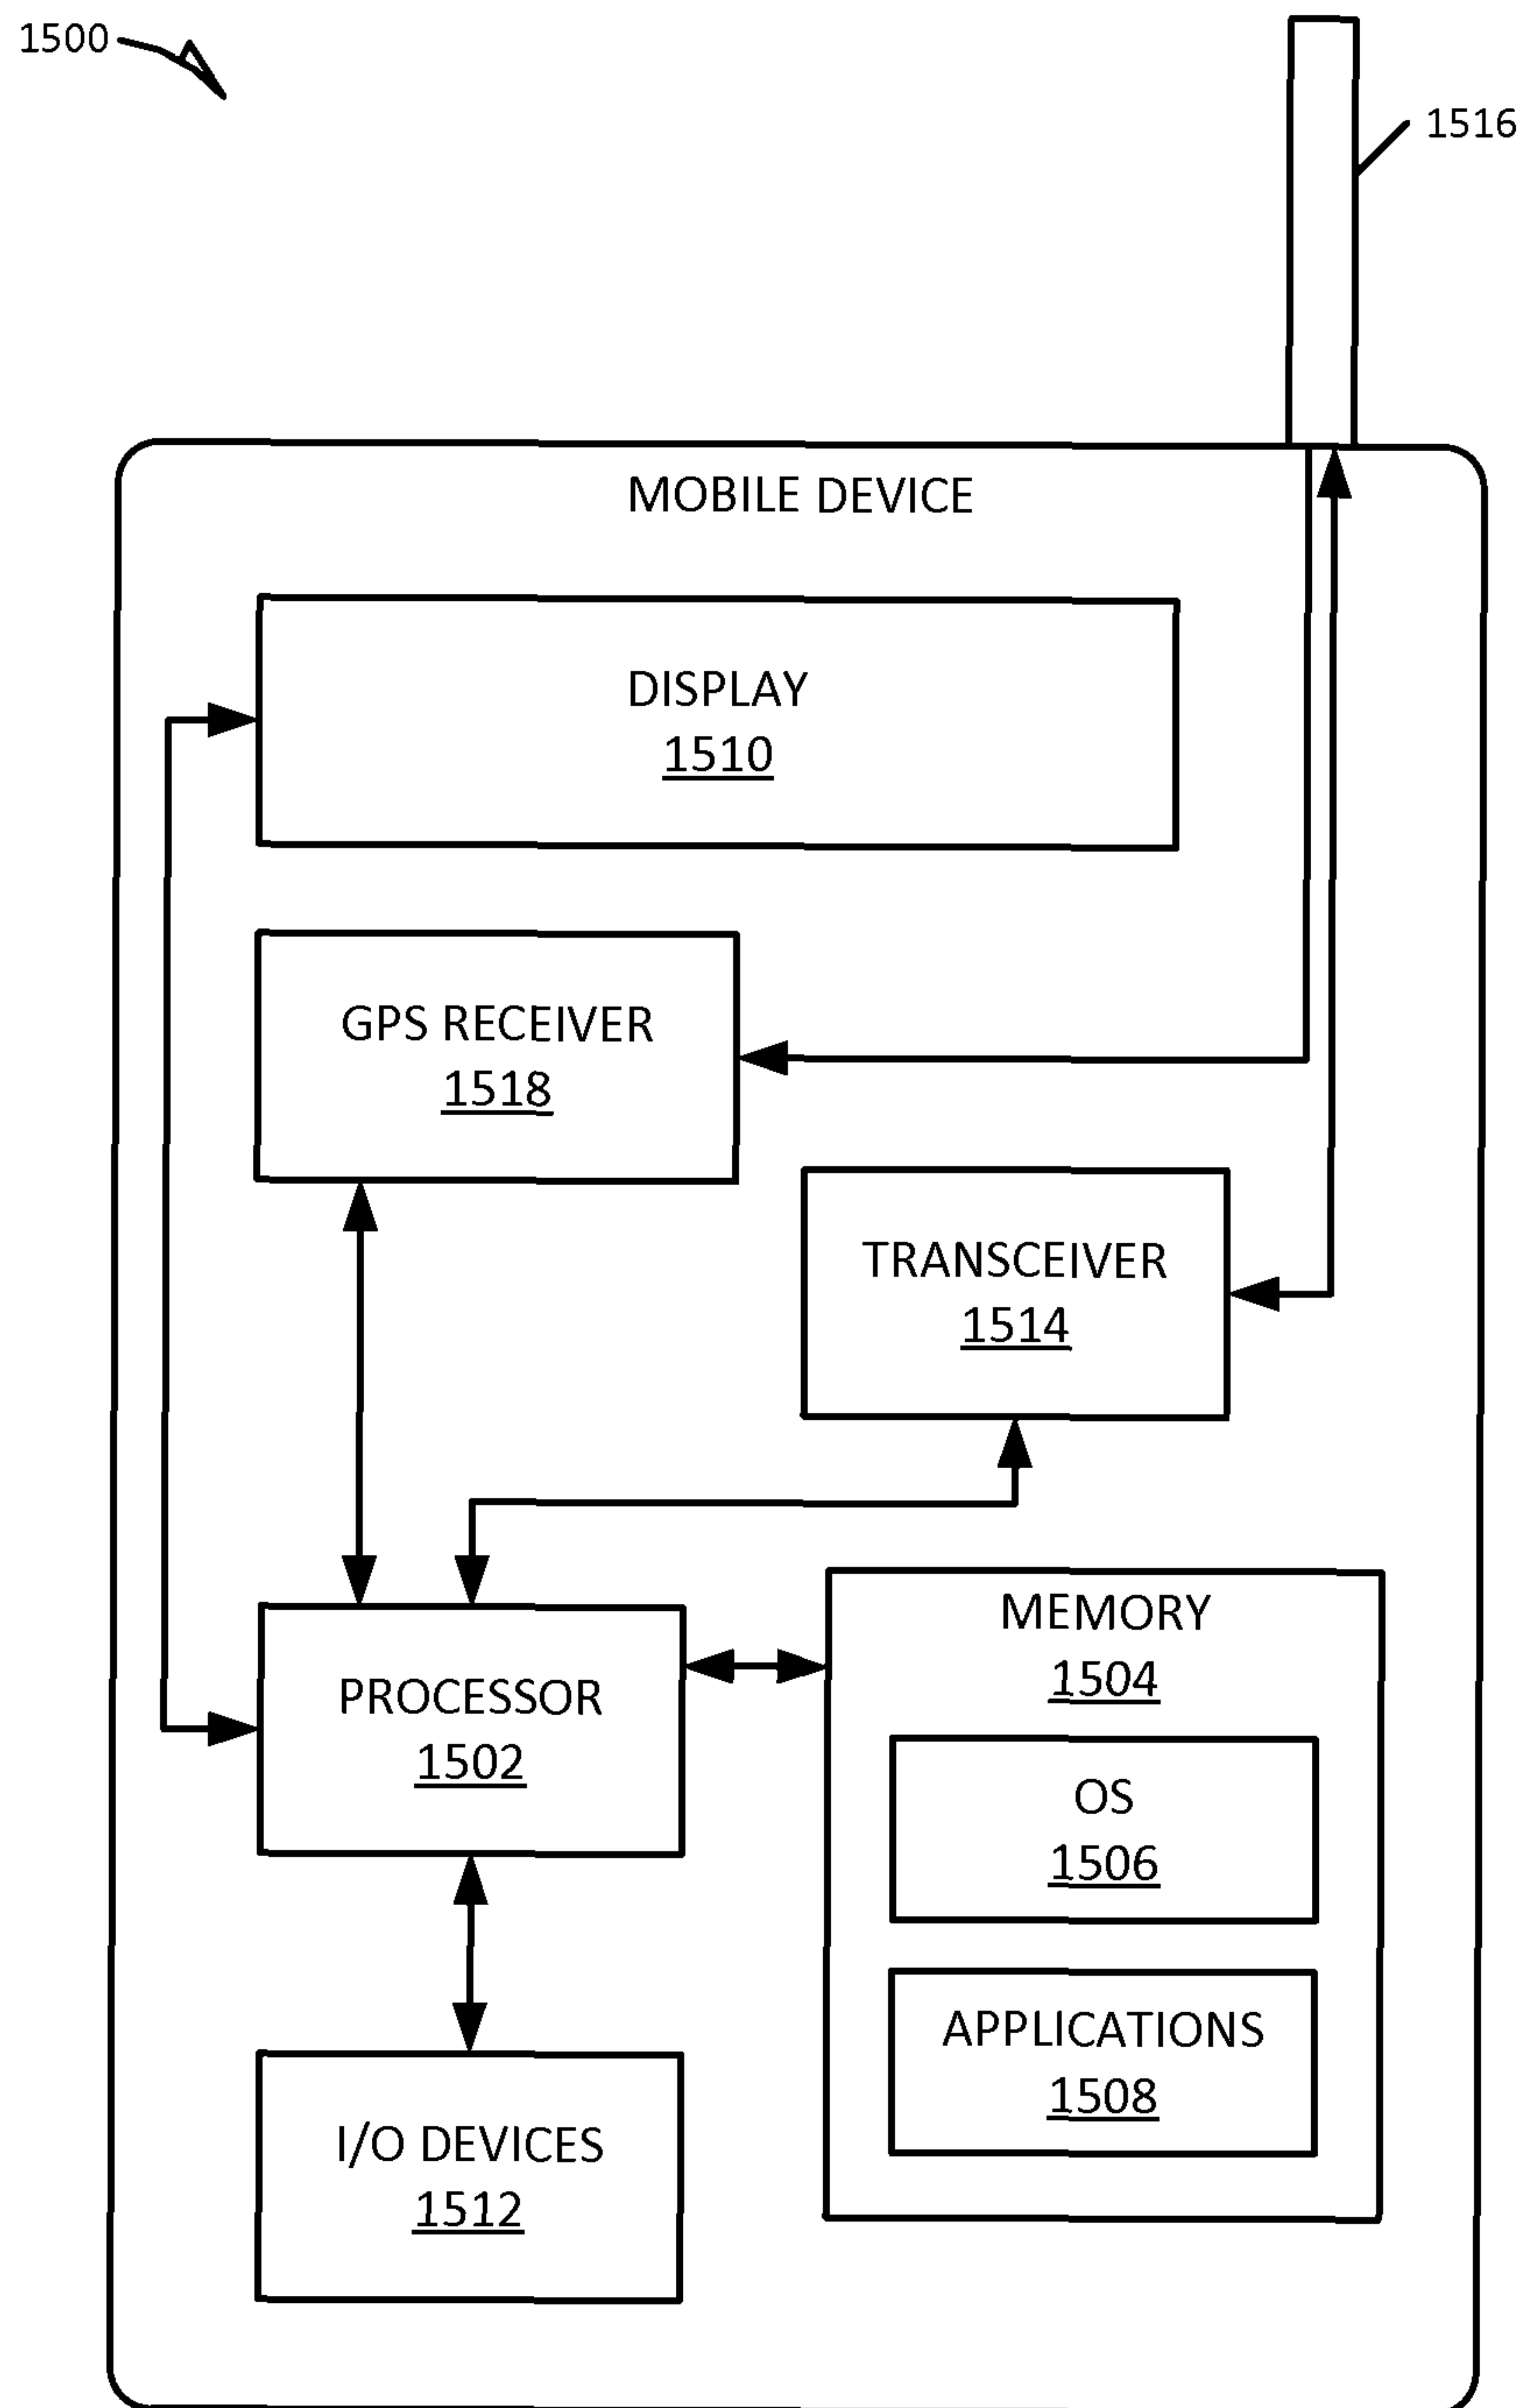 1500
1516
MOBILE DEVICE
DISPLAY
1510
GPS RECEIVER
1518
TRANSCEIVER
1514
MEMORY
1504
PROCESSOR
1502
OS
1506
APPLICATIONS
1508
I/O DEVICES
1512